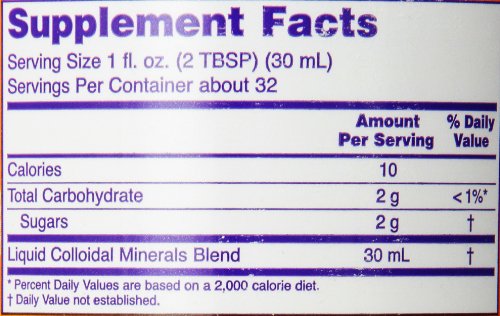 Supplement Facts
Serving Size 1 fl. oz. (2 TBSP) (30 mL)
Servings Per Container about 32
Amount Per Serving % Daily Value
Calories 10
Total Carbohydrate 2 g <1%*
Sugars 2 g †
Liquid Colloidal Minerals Blend 30 mL †
* Percent Daily Values are based on a 2,000 calorie diet.
† Daily Value not established.